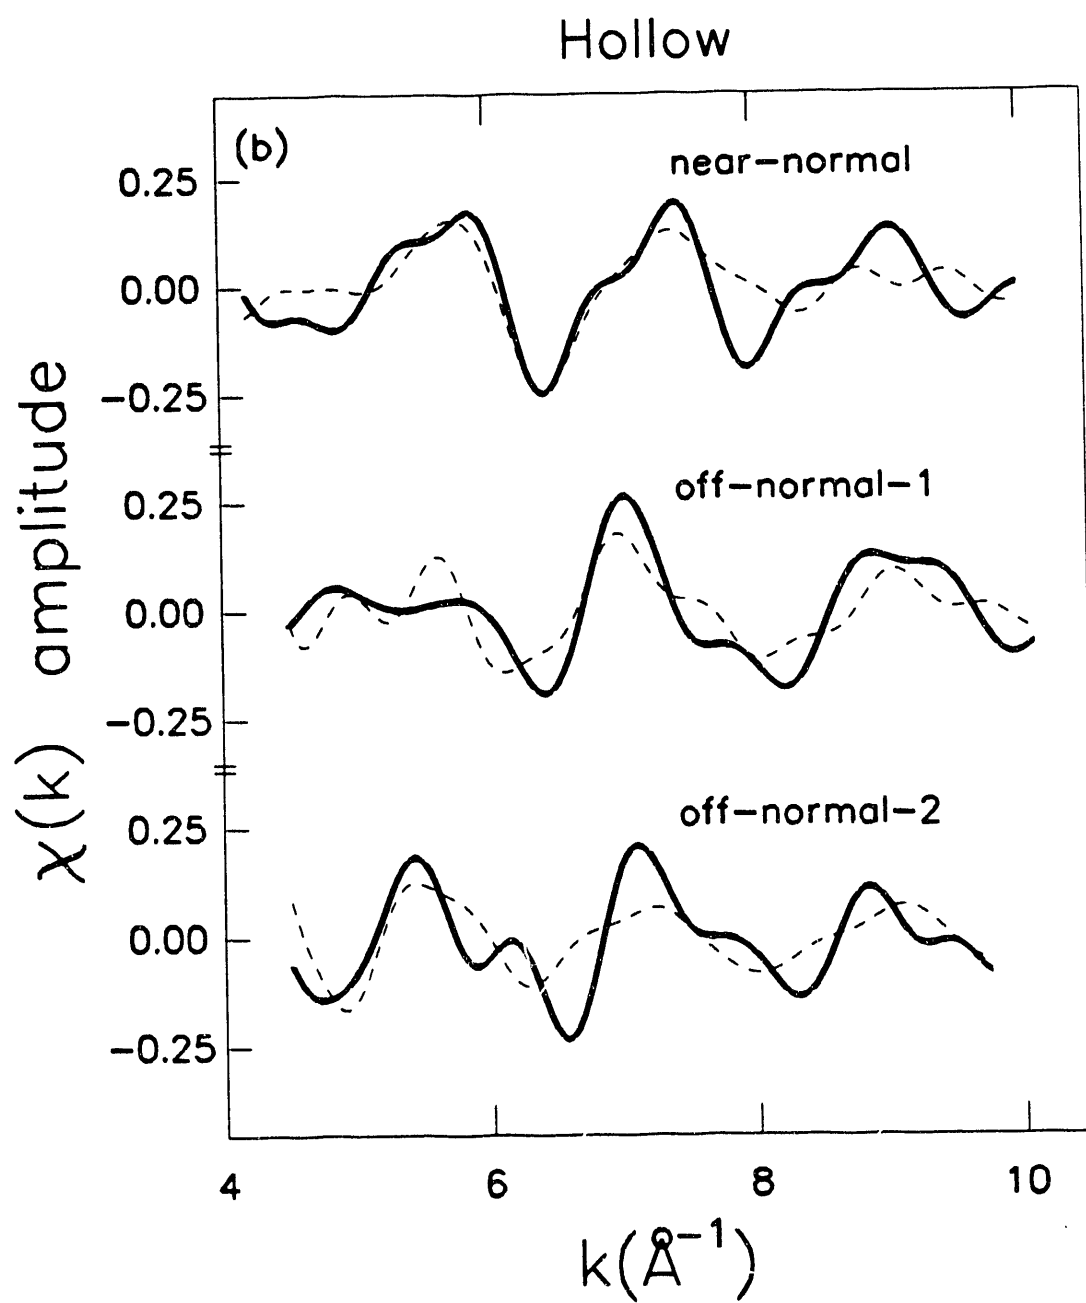 Hollow
(b)
near-normal
0.25
0.00
-0.25
off-normal-1
0.25
0.00
-0.25
off-normal-2
0.25
0.00
-0.25
χ(k) amplitude
4 6 8 10
k(Å⁻¹)